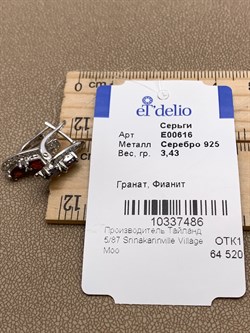 el'delio
Серьги
Арт E00616
Металл Серебро 925
Вес, гр. 3,43
Гранат, Фианит
10337486
Производитель Тайланд
5/87 Srinakannville Village
Moo
ОТК1
64 520